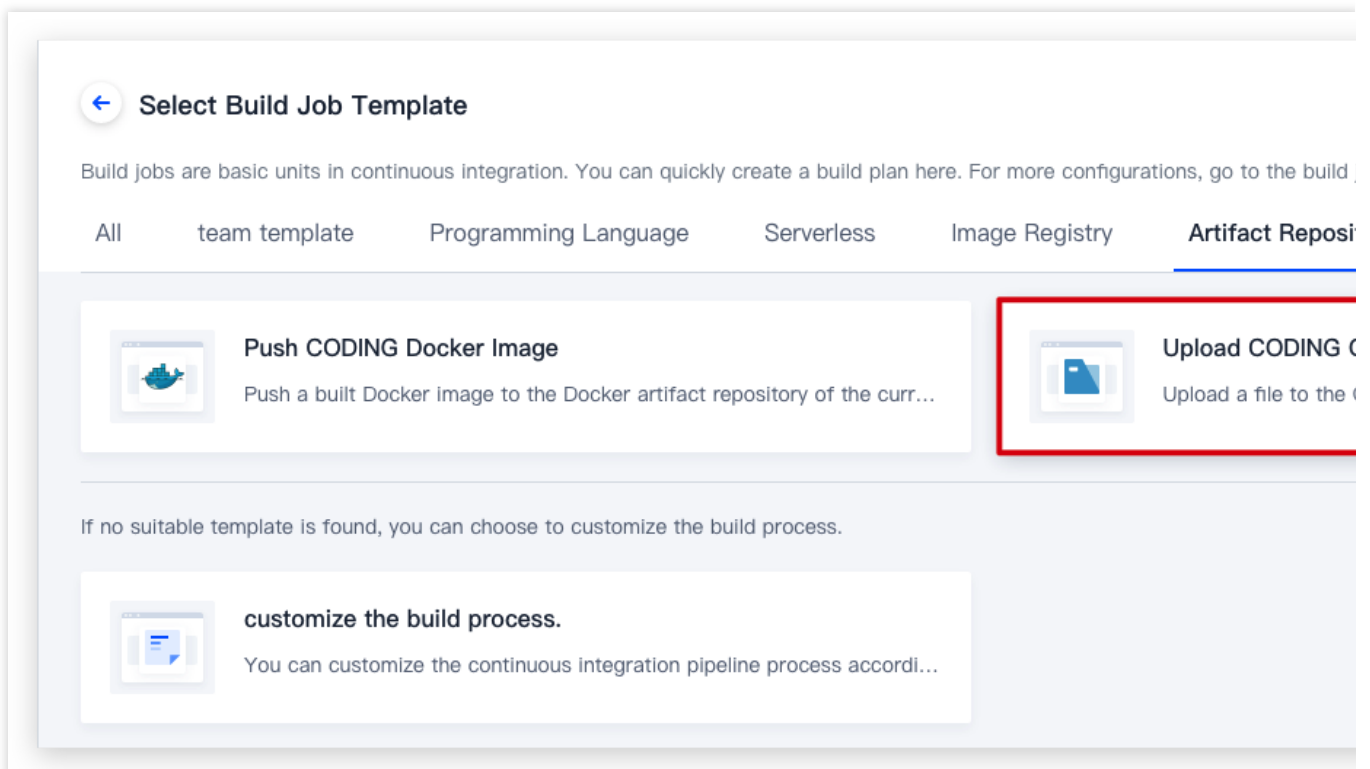 Select Build Job Template
Build jobs are basic units in continuous integration. You can quickly create a build plan here. For more configurations, go to the build
All team template Programming Language Serverless Image Registry Artifact
Push CODING Docker Image
Push a built Docker image to the Docker artifact repository of the curr...
Upload CODING
Upload a file to the
If no suitable template is found, you can choose to customize the build process.
customize the build process.
You can customize the continuous integration pipeline process accordi...